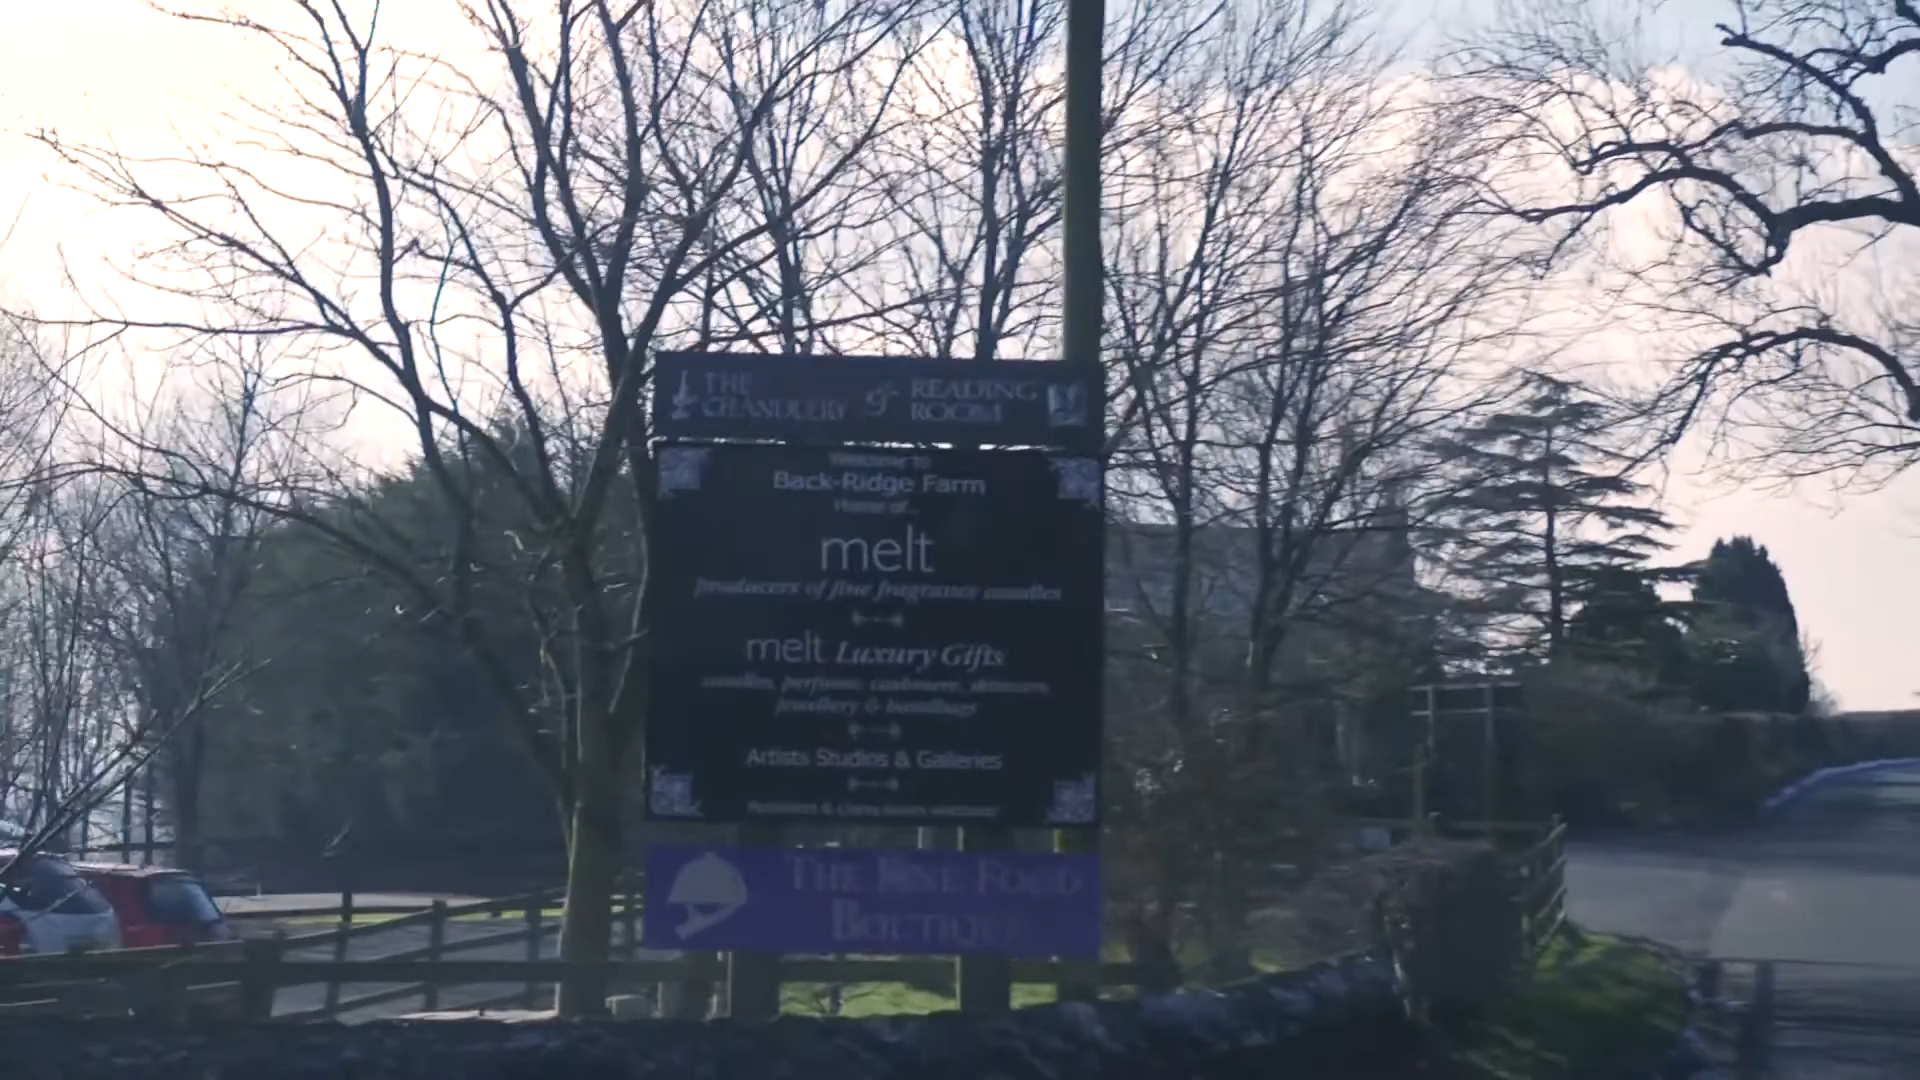 THE CHANDLERY & READING ROOM
Welcome to
Back-Ridge Farm
Home of...
melt
producers of fine fragrance candles
melt Luxury Gifts
candles, perfume, cashmere, skincare,
jewellery & handbags
Artists Studios & Galleries
THE FINE FOOD
BOUTIQUE